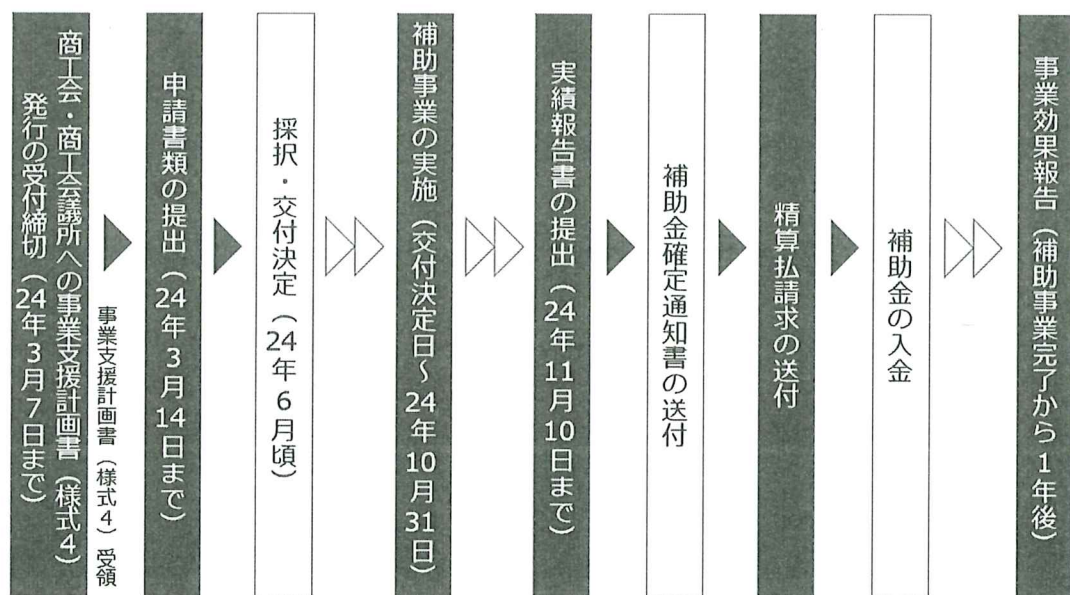 商工会・商工会議所への事業支援計画書（様式4）
発行の受付締切（24年3月7日まで）
事業支援計画書（様式4）受領
申請書類の提出（24年3月14日まで）
採択・交付決定（24年6月頃）
補助事業の実施（交付決定日～24年10月31日）
実績報告書の提出（24年11月10日まで）
補助金確定通知書の送付
精算払請求の送付
補助金の入金
事業効果報告（補助事業完了から1年後）